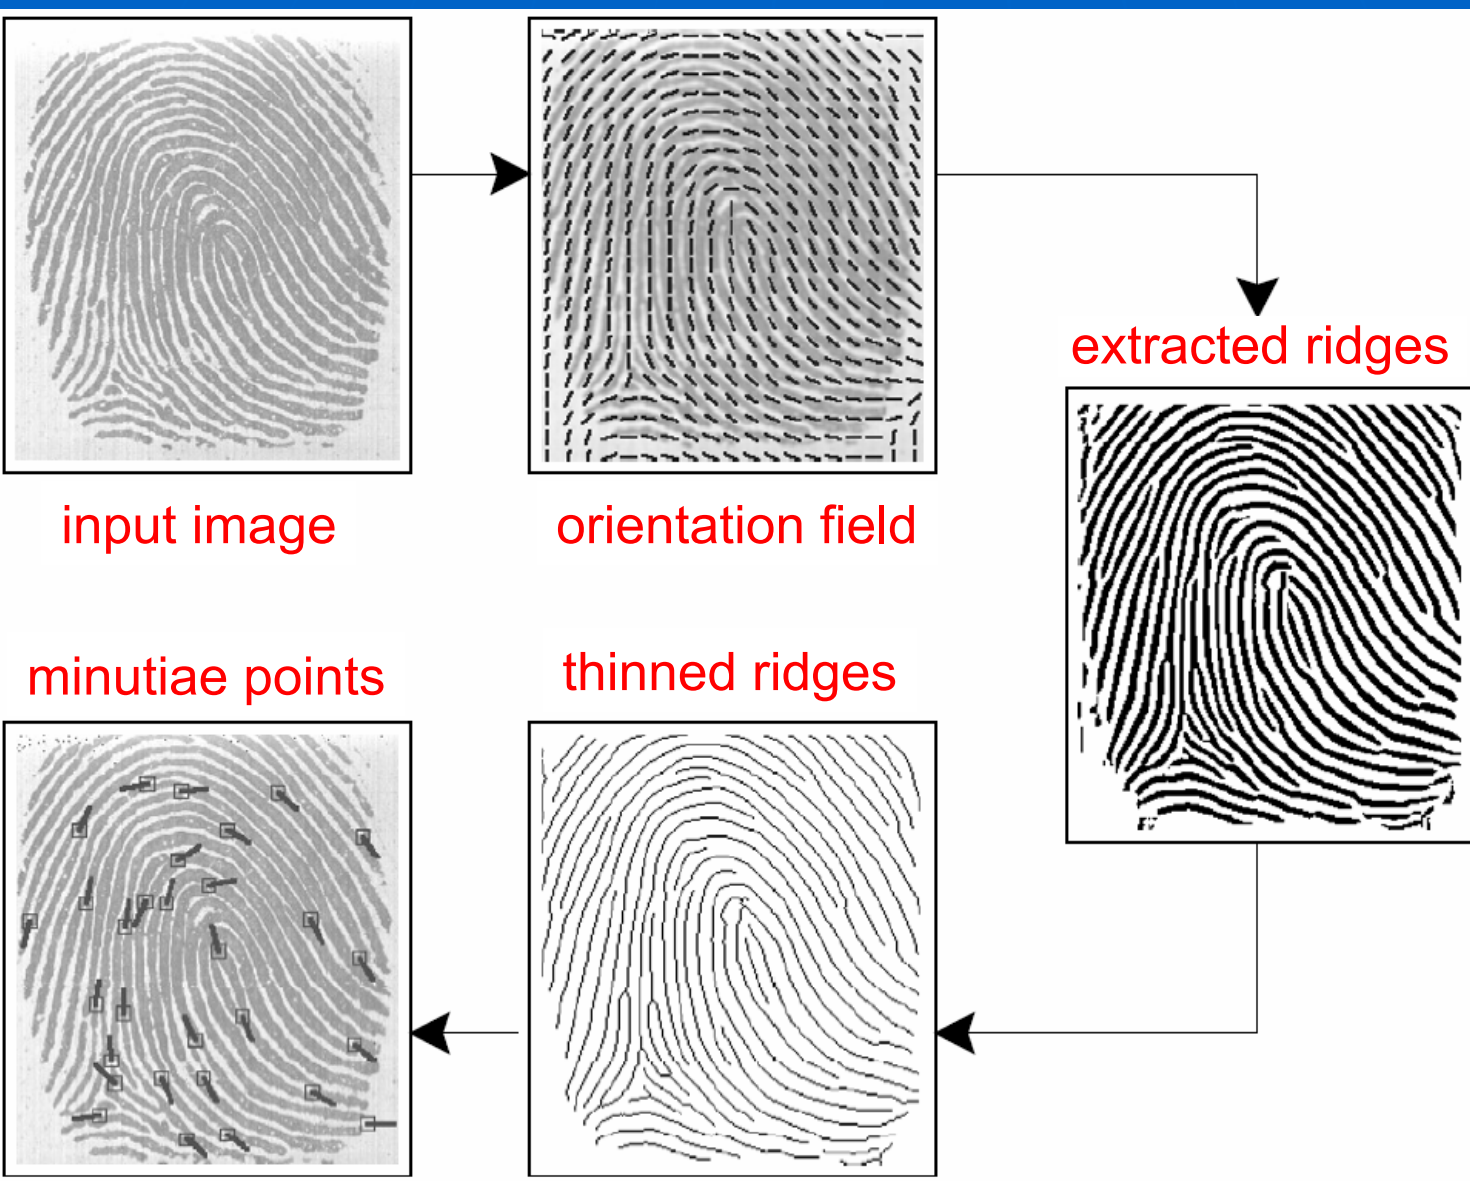 input image
orientation field
extracted ridges
thinned ridges
minutiae points